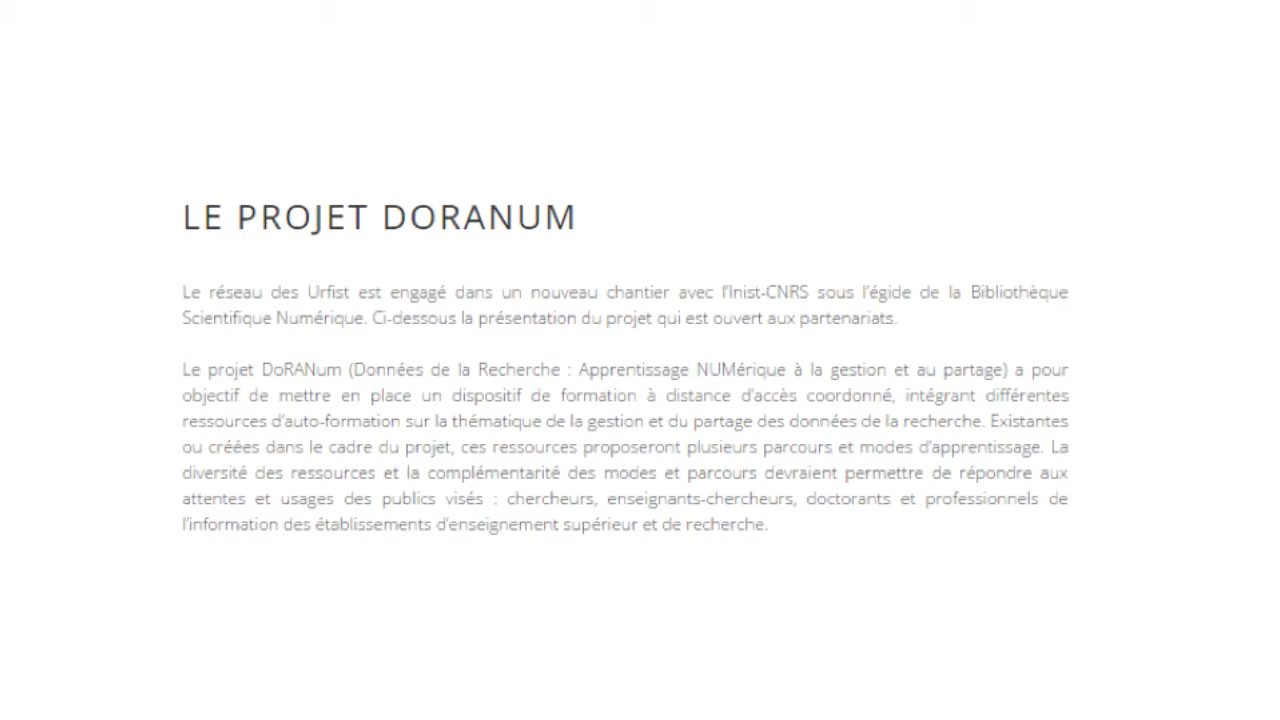 LE PROJET DORANUM
Le réseau des Urfist est engagé dans un nouveau chantier avec l'Inist-CNRS sous l'égide de la Bibliothèque
Scientifique Numérique. Ci-dessous la présentation du projet qui est ouvert aux partenariats.
Le projet DoRANum (Données de la Recherche : Apprentissage NUMérique à la gestion et au partage) a pour
objectif de mettre en place un dispositif de formation à distance d'accès coordonné, intégrant différentes
ressources d'auto-formation sur la thématique de la gestion et du partage des données de la recherche. Existantes
ou créées dans le cadre du projet, ces ressources proposeront plusieurs parcours et modes d'apprentissage. La
diversité des ressources et la complémentarité des modes et parcours devraient permettre de répondre aux
attentes et usages des publics visés : chercheurs, enseignants-chercheurs, doctorants et professionnels de
l'information des établissements d'enseignement supérieur et de recherche.